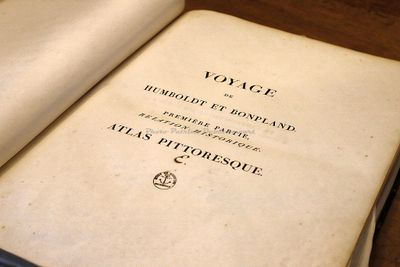 VOYAGE
DE
HUMBOLDT ET BONPLAND.
PREMIÈRE PARTIE,
RELATION HISTORIQUE.
ATLAS PITTORESQUE.